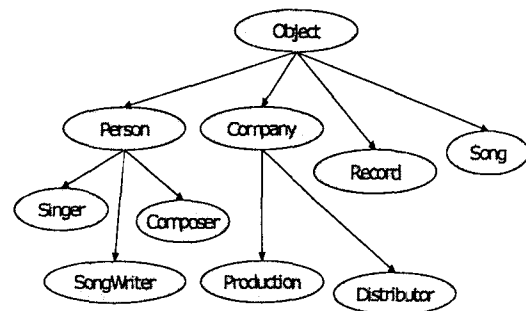 Object
Person
Company
Record
Song
Singer
Composer
SongWriter
Production
Distributor